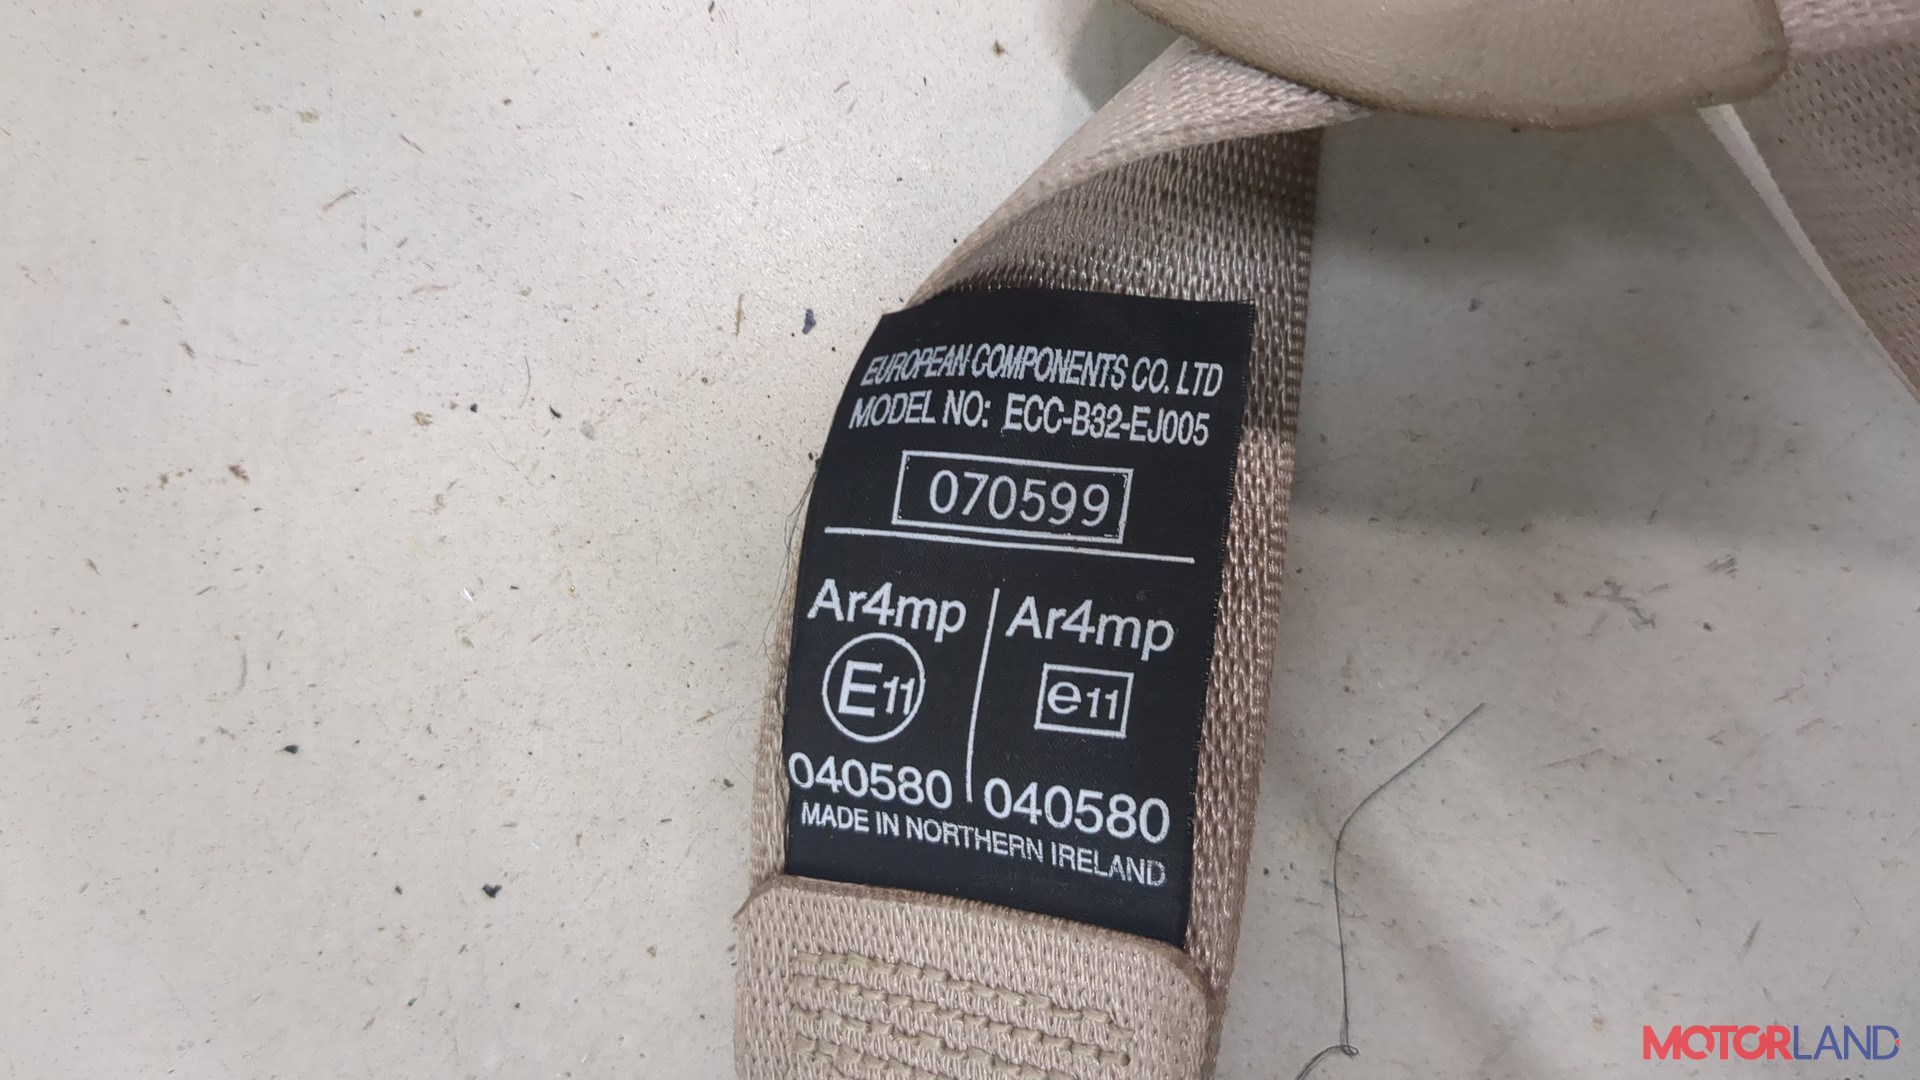 EUROPEAN COMPONENTS CO. LTD
MODEL NO: ECC-B32-EJ005
070599
Ar4mp Ar4mp
E11 e11
040580 040580
MADE IN NORTHERN IRELAND
MOTORLAND